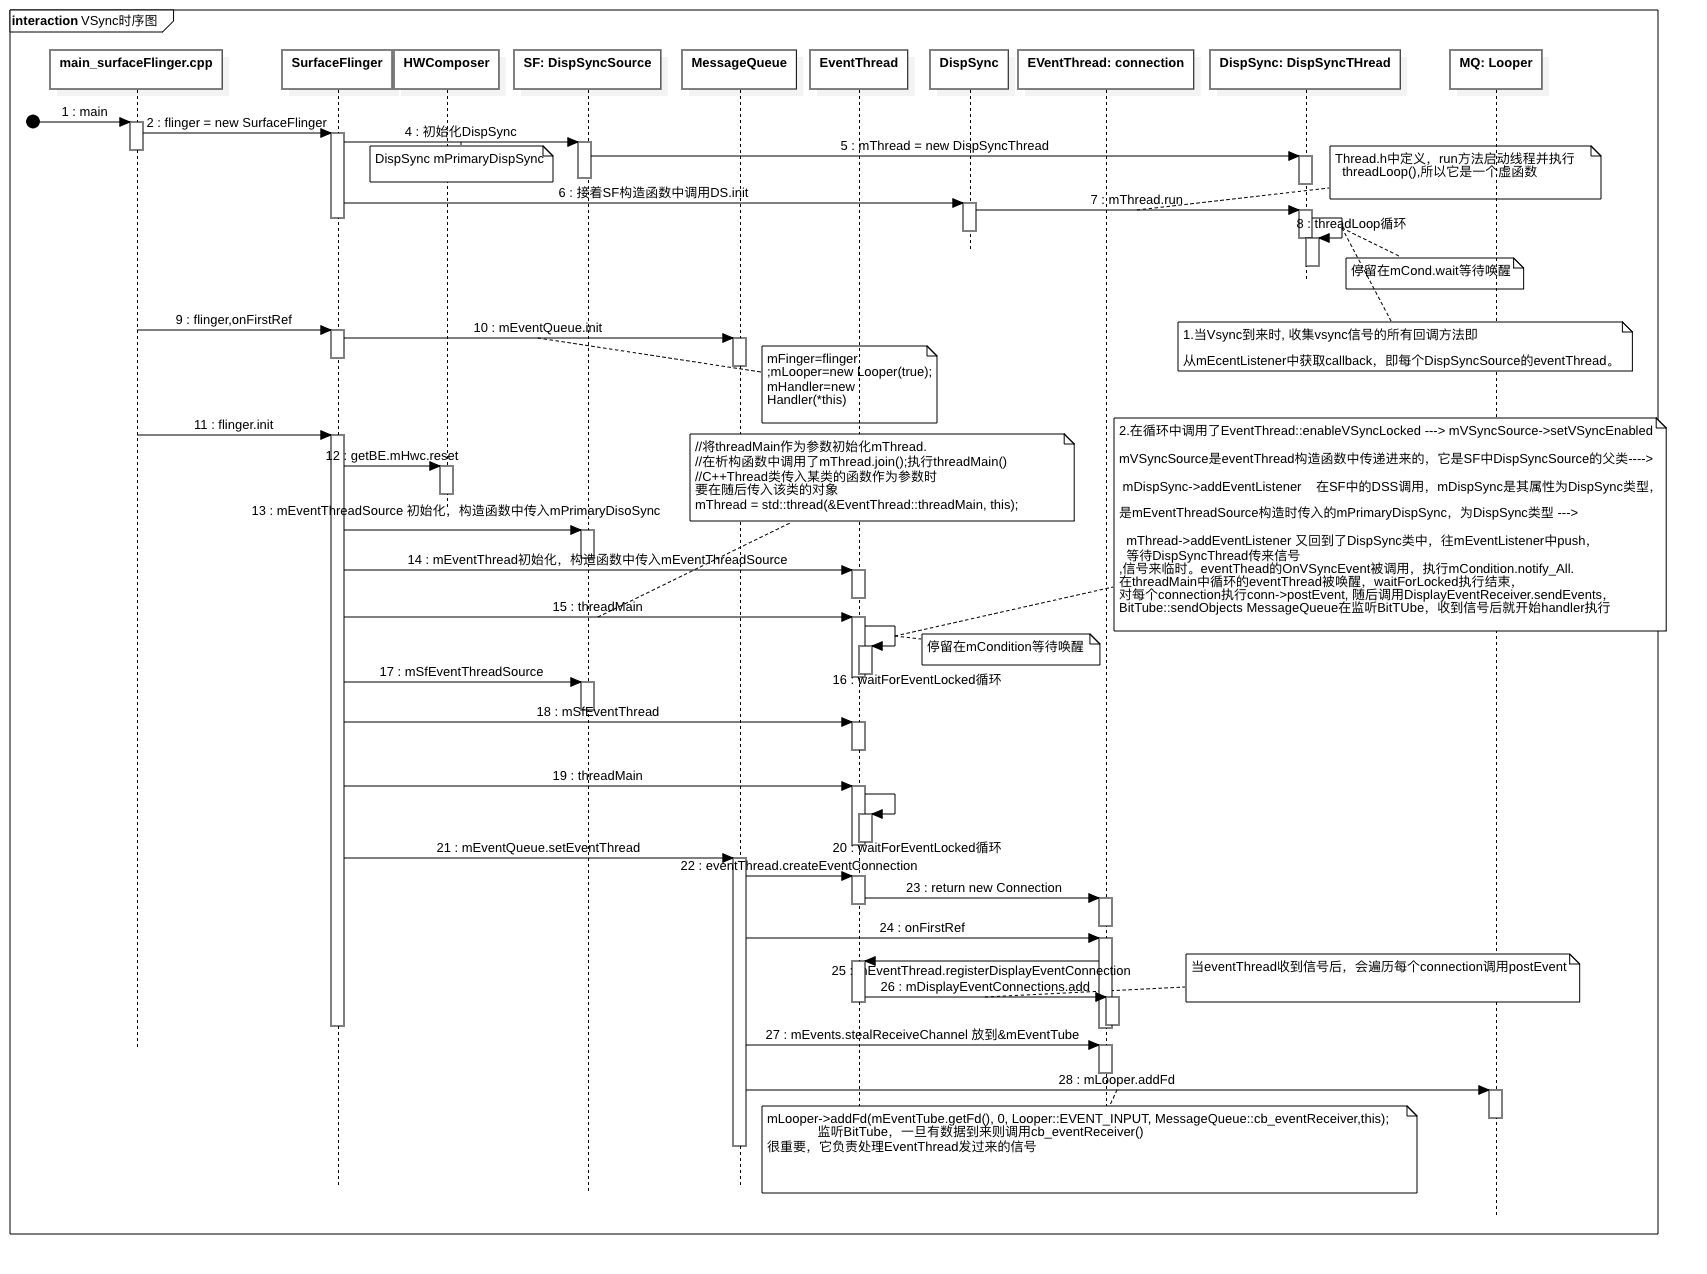 interaction VSync时序图
main_surfaceFlinger.cpp
SurfaceFlinger
HWComposer
SF: DispSyncSource
MessageQueue
EventThread
DispSync
EVentThread: connection
DispSync: DispSyncTHread
MQ: Looper
1 : main
2 : flinger = new SurfaceFlinger
4 : 初始化DispSync
DispSync mPrimaryDispSync
5 : mThread = new DispSyncThread
Thread.h中定义，run方法启动线程并执行
threadLoop(),所以它是一个虚函数
6 : 接着SF构造函数中调用DS.init
7 : mThread.run
8 : threadLoop循环
停留在mCond.wait等待唤醒
9 : flinger,onFirstRef
10 : mEventQueue.init
mFinger=flinger
;mLooper=new Looper(true);
mHandler=new
Handler(*this)
1.当Vsync到来时, 收集vsync信号的所有回调方法即
从mEcentListener中获取callback，即每个DispSyncSource的eventThread。
11 : flinger.init
12 : getBE.mHwc.reset
//将threadMain作为参数初始化mThread.
//在析构函数中调用了mThread.join();执行threadMain()
//C++Thread类传入某类的函数作为参数时
要在随后传入该类的对象
mThread = std::thread(&EventThread::threadMain, this);
2.在循环中调用了EventThread::enableVSyncLocked ---> mVSyncSource->setVSyncEnabled
mVSyncSource是eventThread构造函数中传递进来的，它是SF中DispSyncSource的父类---->
mDispSync->addEventListener    在SF中的DSS调用，mDispSync是其属性为DispSync类型，
是mEventThreadSource构造时传入的mPrimaryDispSync，为DispSync类型 --->
mThread->addEventListener 又回到了DispSync类中，往mEventListener中push，
等待DispSyncThread传来信号
,信号来临时。eventThead的OnVSyncEvent被调用，执行mCondition.notify_All.
在threadMain中循环的eventThread被唤醒，waitForLocked执行结束，
对每个connection执行conn->postEvent, 随后调用DisplayEventReceiver.sendEvents，
BitTube::sendObjects MessageQueue在监听BitTUbe，收到信号后就开始handler执行
13 : mEventThreadSource 初始化，构造函数中传入mPrimaryDisoSync
14 : mEventThread初始化，构造函数中传入mEventThreadSource
15 : threadMain
停留在mCondition等待唤醒
16 : waitForEventLocked循环
17 : mSfEventThreadSource
18 : mSfEventThread
19 : threadMain
20 : waitForEventLocked循环
21 : mEventQueue.setEventThread
22 : eventThread.createEventConnection
23 : return new Connection
24 : onFirstRef
25 : mEventThread.registerDisplayEventConnection
26 : mDisplayEventConnections.add
当eventThread收到信号后，会遍历每个connection调用postEvent
27 : mEvents.stealReceiveChannel 放到&mEventTube
28 : mLooper.addFd
mLooper->addFd(mEventTube.getFd(), 0, Looper::EVENT_INPUT, MessageQueue::cb_eventReceiver,this);
监听BitTube，一旦有数据到来则调用cb_eventReceiver()
很重要，它负责处理EventThread发过来的信号